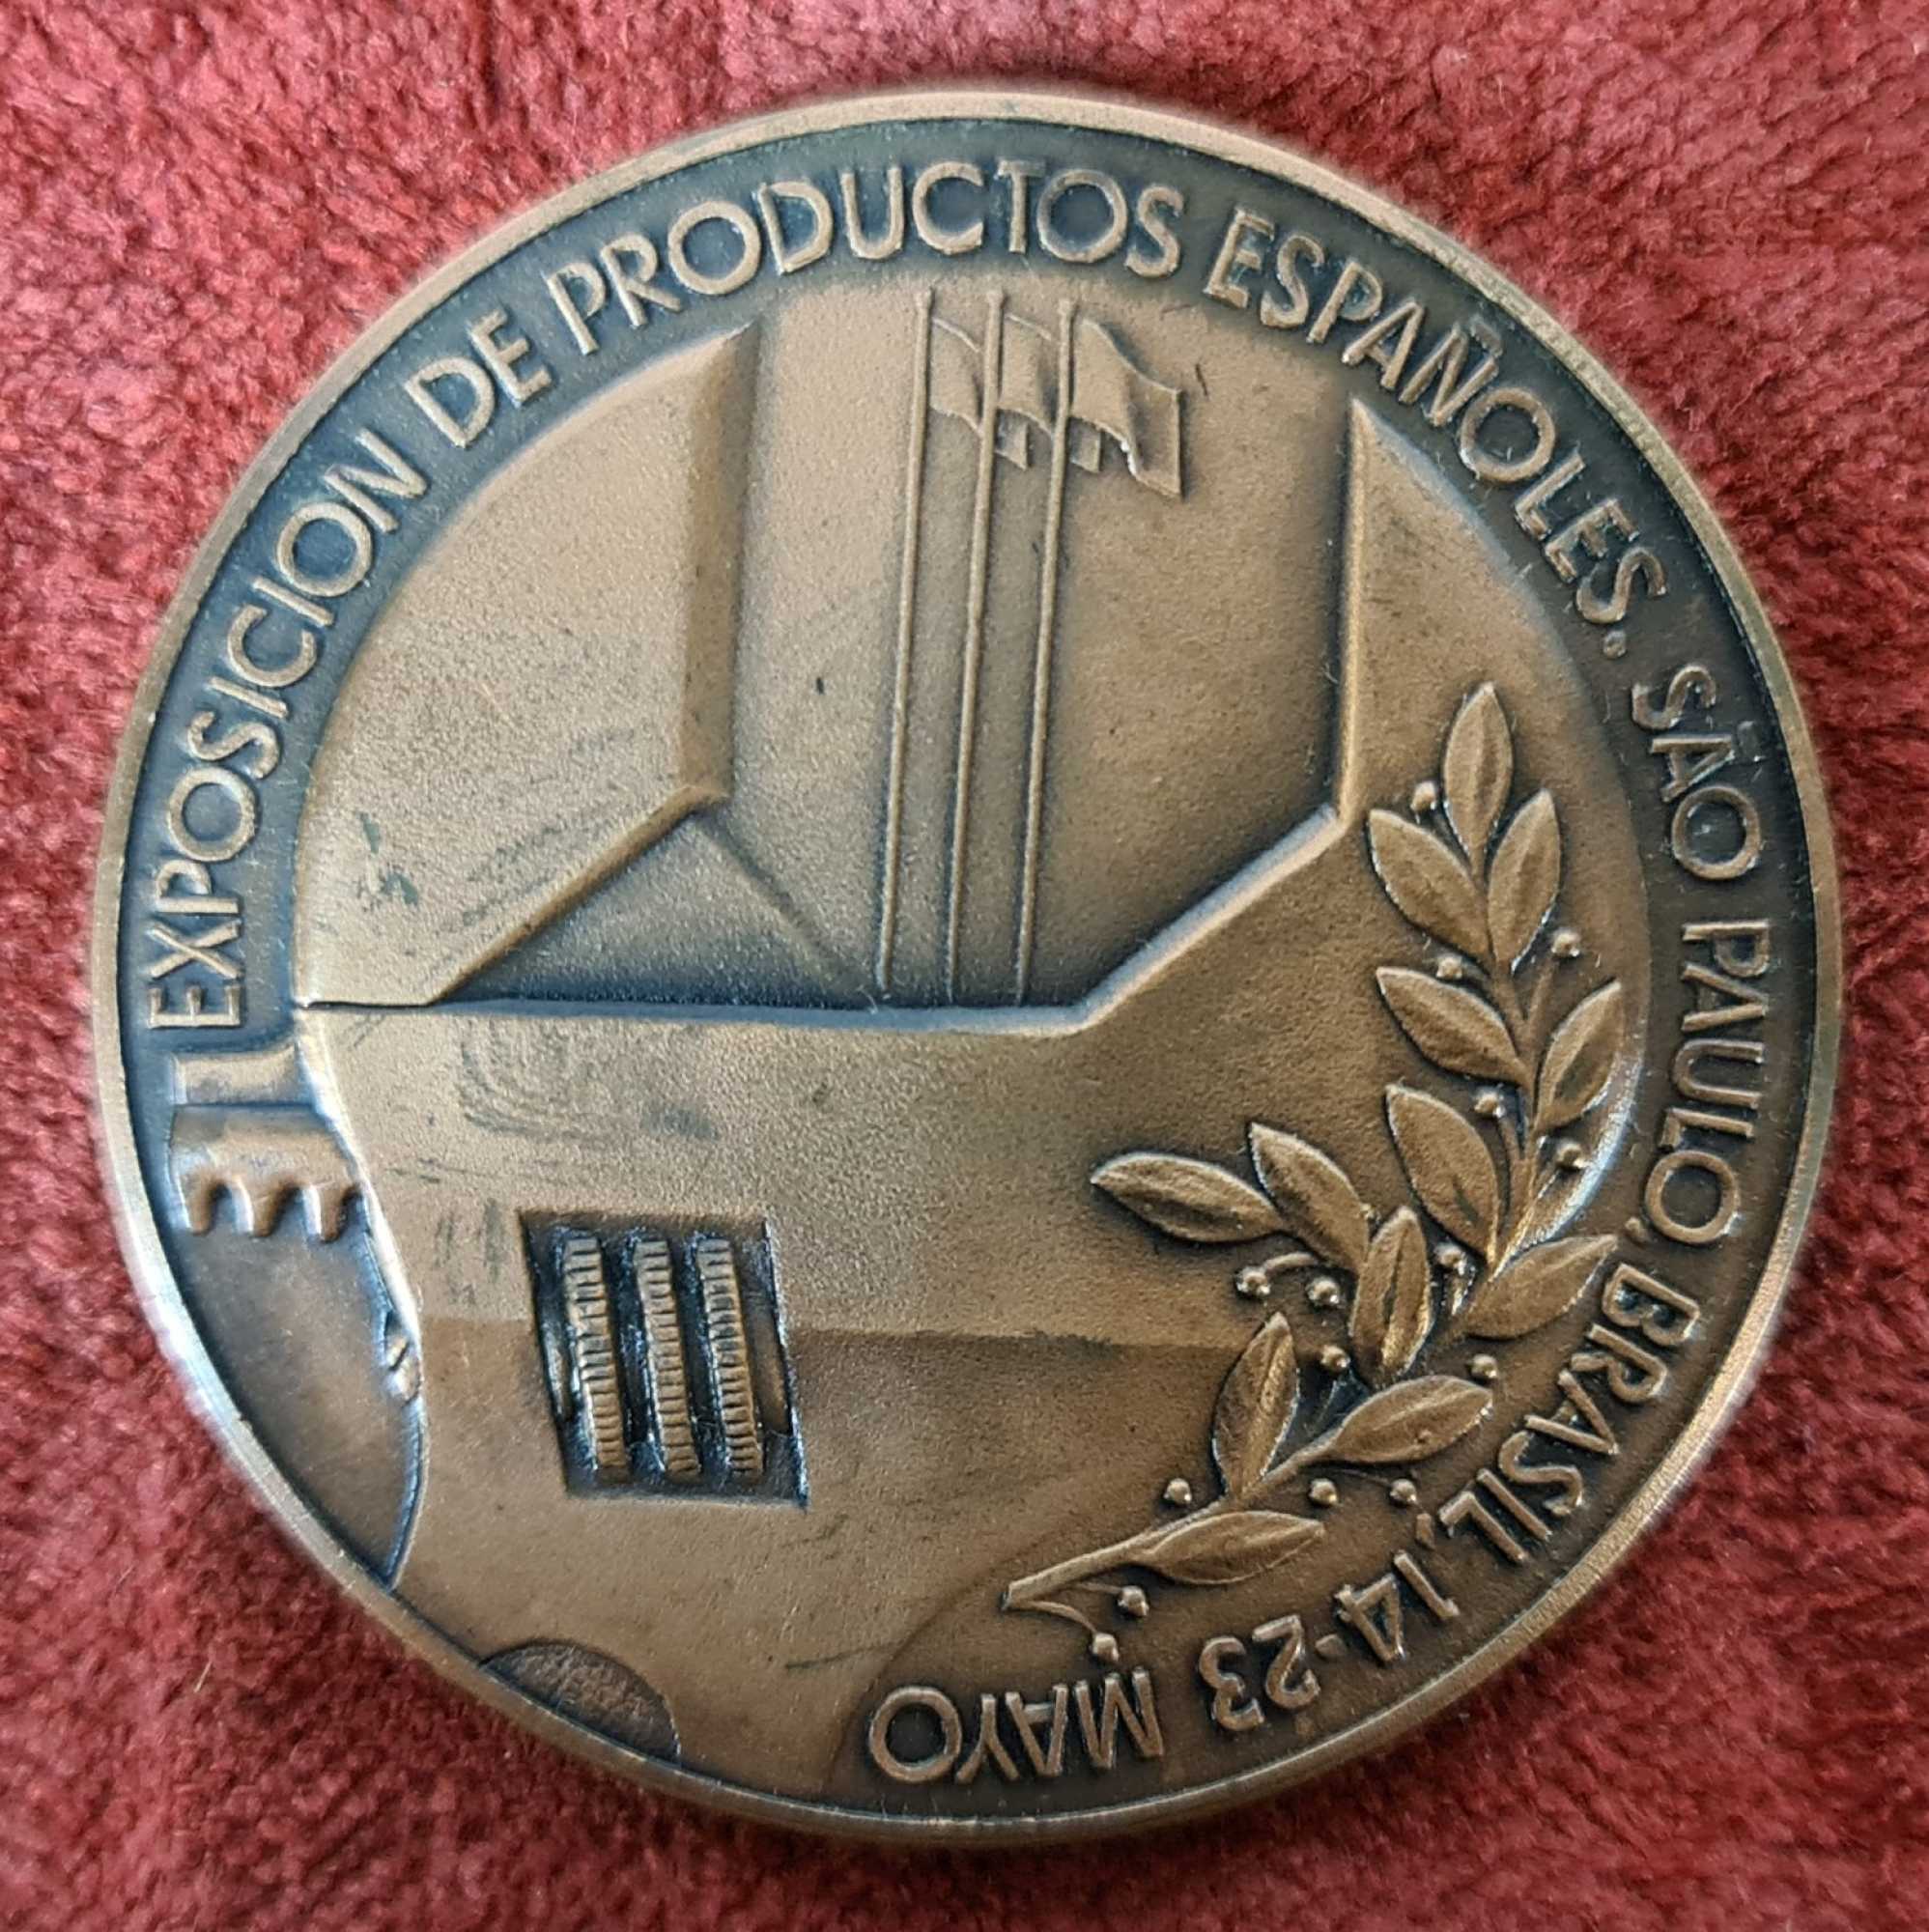 EXPOSICION DE PRODUCTOS ESPAÑOLES. SÃO PAULO, BRASIL, 14-23 MAYO